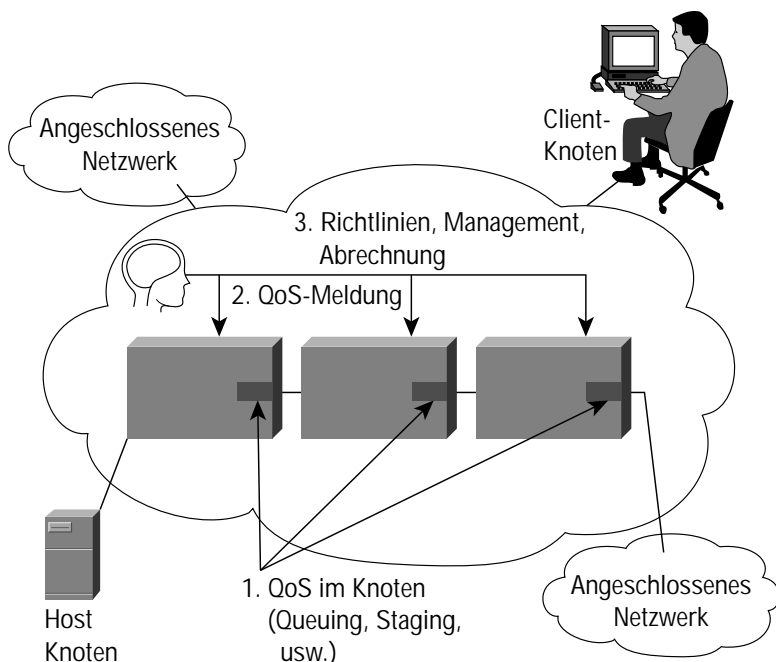 Angeschlossenes
Netzwerk
Client-
Knoten
3. Richtlinien, Management,
Abrechnung
2. QoS-Meldung
Host
Knoten
1. QoS im Knoten
(Queuing, Staging,
usw.)
Angeschlossenes
Netzwerk